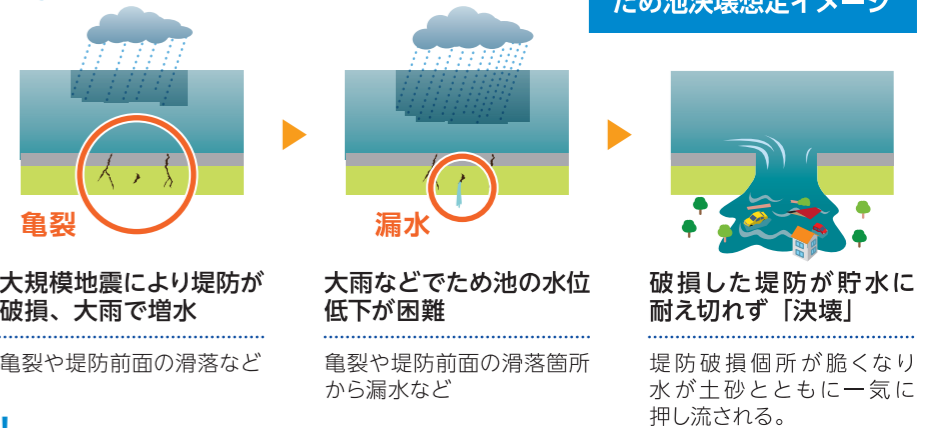 ため池決壊想定イメージ
亀裂
大規模地震により堤防が
破損、大雨で増水
亀裂や堤防前面の滑落など
漏水
大雨などでため池の水位
低下が困難
亀裂や堤防前面の滑落箇所
から漏水など
破損した堤防が貯水に
耐え切れず「決壊」
堤防破損個所が脆くなり
水が土砂とともに一気に
押し流される。